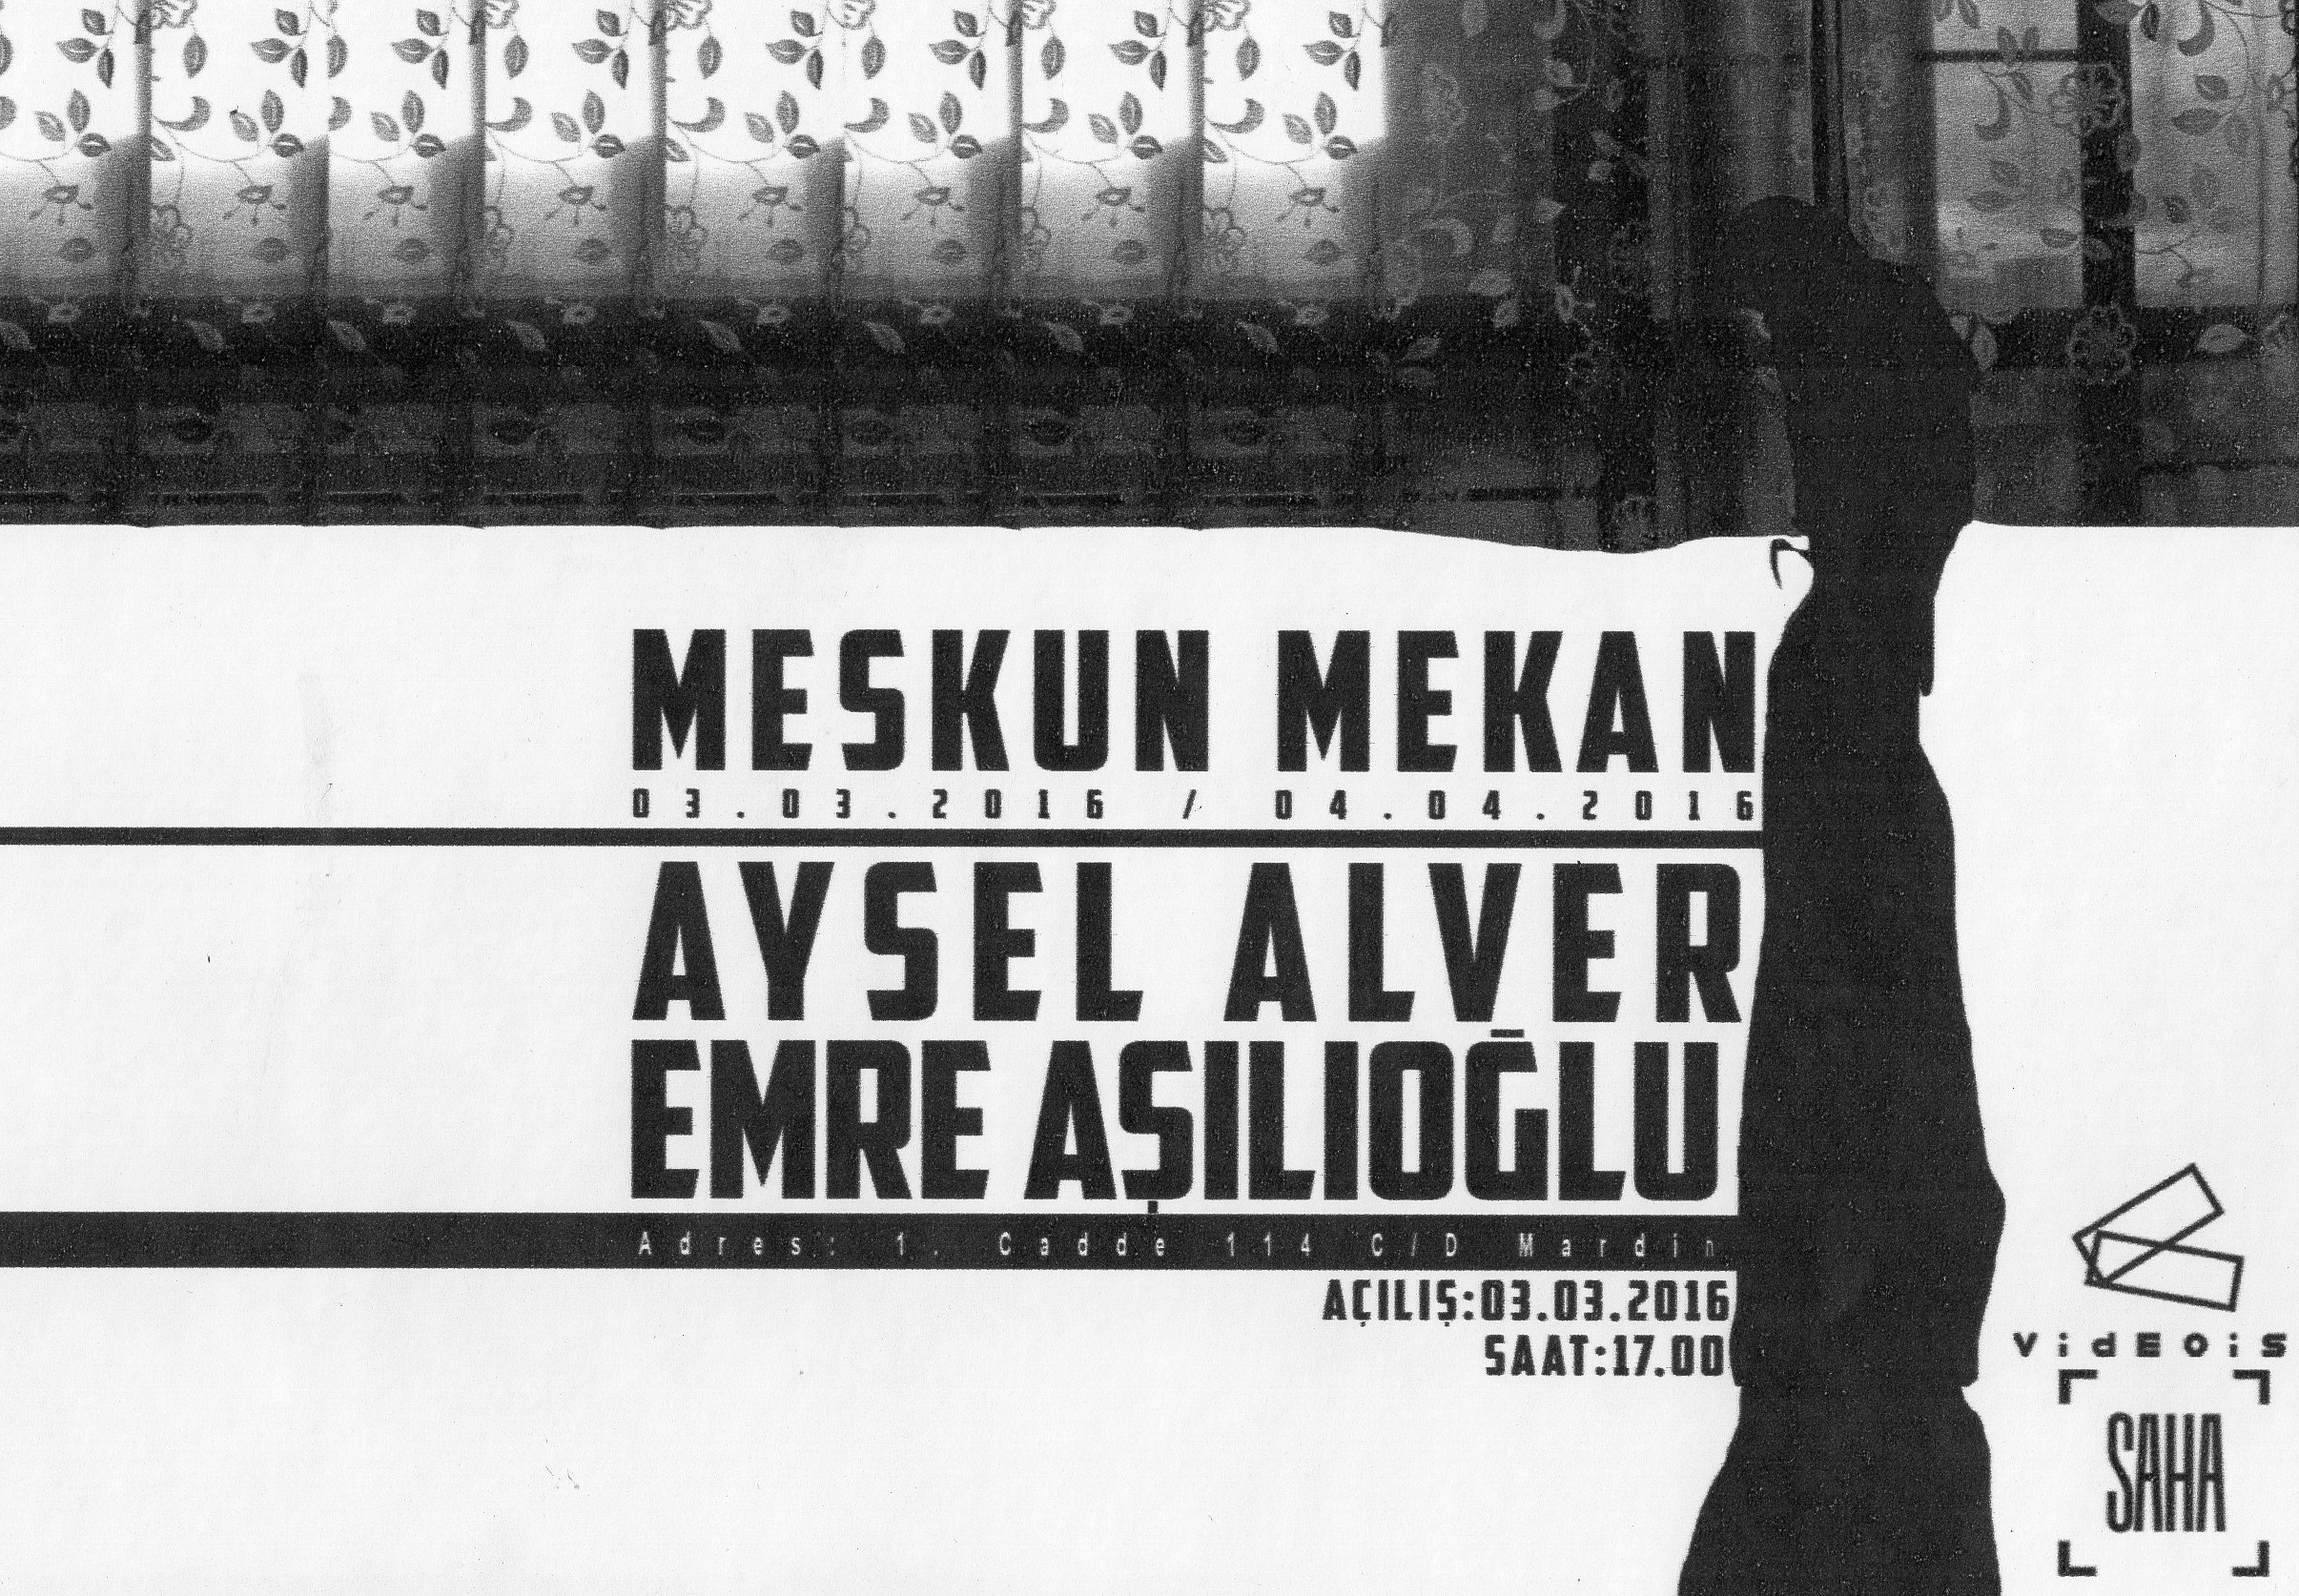 MESKUN MEKAN
03.03.2016 / 04.04.2016
AYSEL ALVER
EMRE AŞILIOĞLU
Adres: 1. Cadde 114 C/D Mardin
AÇILIŞ:03.03.2016
SAAT:17.00
VidEOiS
SAHA